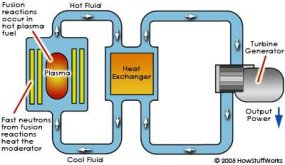 Fusion
reactions
occur in
hot plasma
fuel
Hot Fluid
Plasma
Heat
Exchanger
Turbine
Generator
Fast neutrons
from fusion
reactions
heat the
moderator
Cool Fluid
Output
Power
© 2005 HowStuffWorks